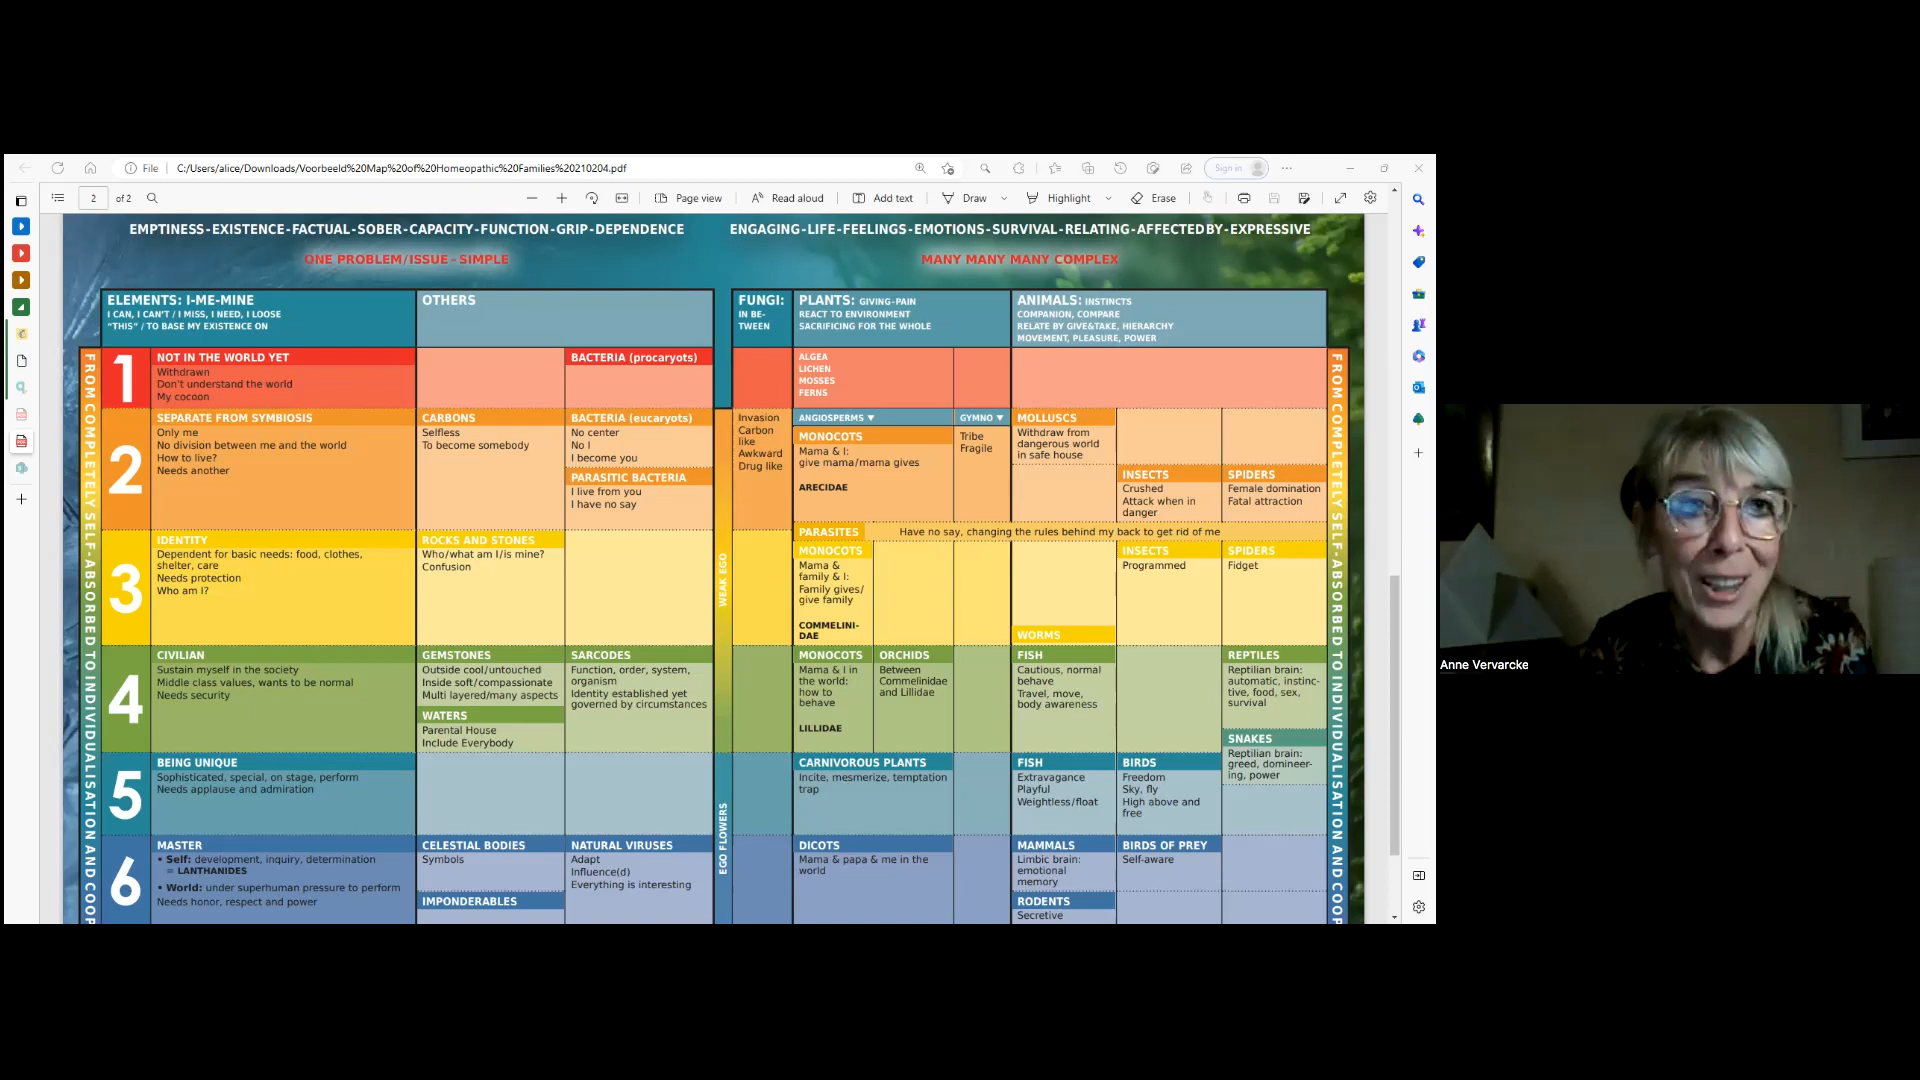 File
C:/Users/alice/Downloads/Voorbeeld%20Map%20of%20Homeopathic%20Families%20210204.pdf
Sign in
2
of 2
Page view
Read aloud
Add text
Draw
Highlight
Erase
EMPTINESS-EXISTENCE-FACTUAL-SOBER-CAPACITY-FUNCTION-GRIP-DEPENDENCE
ENGAGING-LIFE-FEELINGS-EMOTIONS-SURVIVAL-RELATING-AFFECTED BY-EXPRESSIVE
ONE PROBLEM/ISSUE - SIMPLE
MANY MANY MANY COMPLEX
ELEMENTS: I-ME-MINE
I CAN, I CAN'T / I MISS, I NEED, I LOOSE
"THIS" / TO BASE MY EXISTENCE ON
OTHERS
FUNGI:
IN BE-
TWEEN
PLANTS: GIVING-PAIN
REACT TO ENVIRONMENT
SACRIFICING FOR THE WHOLE
ANIMALS: INSTINCTS
COMPANION, COMPARE
RELATE BY GIVE&TAKE, HIERARCHY
MOVEMENT, PLEASURE, POWER
FROM COMPLETELY SELF-ABSORBED TO INDIVIDUALISATION AND COOP
1
NOT IN THE WORLD YET
Withdrawn
Don't understand the world
My cocoon
BACTERIA (procaryots)
ALGEA
LICHEN
MOSSES
FERNS
2
SEPARATE FROM SYMBIOSIS
Only me
No division between me and the world
How to live?
Needs another
CARBONS
Selfless
To become somebody
BACTERIA (eucaryots)
No center
No I
I become you
PARASITIC BACTERIA
I live from you
I have no say
Invasion
Carbon
like
Awkward
Drug like
ANGIOSPERMS ▼
GYMNO ▼
MONOCOTS
Mama & I:
give mama/mama gives
ARECIDAE
Tribe
Fragile
MOLLUSCS
Withdraw from
dangerous world
in safe house
INSECTS
Crushed
Attack when in
danger
SPIDERS
Female domination
Fatal attraction
PARASITES
Have no say, changing the rules behind my back to get rid of me
3
IDENTITY
Dependent for basic needs: food, clothes,
shelter, care
Needs protection
Who am I?
ROCKS AND STONES
Who/what am I/is mine?
Confusion
WEAK EGO
MONOCOTS
Mama &
family & I:
Family gives/
give family
COMMELINI-
DAE
WORMS
INSECTS
Programmed
SPIDERS
Fidget
4
CIVILIAN
Sustain myself in the society
Middle class values, wants to be normal
Needs security
GEMSTONES
Outside cool/untouched
Inside soft/compassionate
Multi layered/many aspects
WATERS
Parental House
Include Everybody
SARCODES
Function, order, system,
organism
Identity established yet
governed by circumstances
MONOCOTS
Mama & I in
the world:
how to
behave
LILLIDAE
ORCHIDS
Between
Commelinidae
and Lillidae
FISH
Cautious, normal
behave
Travel, move,
body awareness
REPTILES
Reptilian brain:
automatic, instinc-
tive, food, sex,
survival
SNAKES
Reptilian brain:
greed, domineer-
ing, power
5
BEING UNIQUE
Sophisticated, special, on stage, perform
Needs applause and admiration
EGO FLOWERS
CARNIVOROUS PLANTS
Incite, mesmerize, temptation
trap
FISH
Extravagance
Playful
Weightless/float
BIRDS
Freedom
Sky, fly
High above and
free
6
MASTER
• Self: development, inquiry, determination
= LANTHANIDES
• World: under superhuman pressure to perform
Needs honor, respect and power
CELESTIAL BODIES
Symbols
IMPONDERABLES
NATURAL VIRUSES
Adapt
Influence(d)
Everything is interesting
DICOTS
Mama & papa & me in the
world
MAMMALS
Limbic brain:
emotional
memory
RODENTS
Secretive
BIRDS OF PREY
Self-aware
FROM COMPLETELY SELF-ABSORBED TO INDIVIDUALISATION AND COOP
Anne Vervarcke